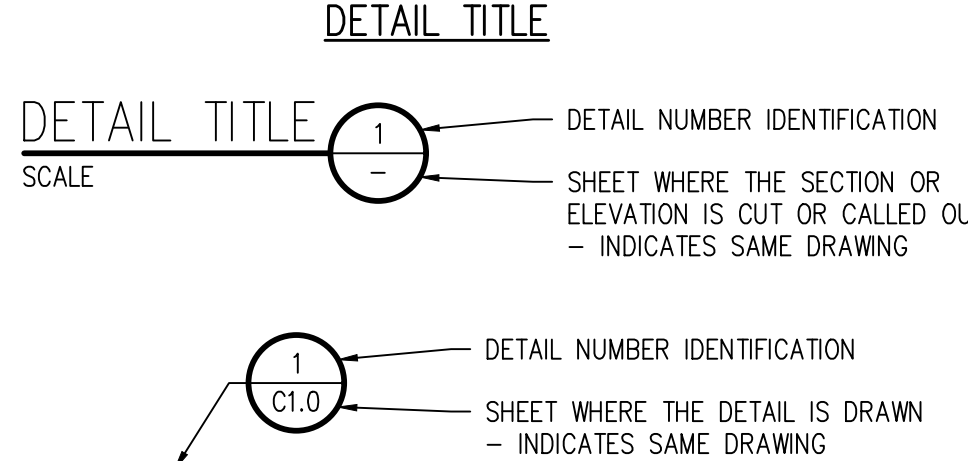 DETAIL TITLE
DETAIL TITLE
SCALE
1
-
DETAIL NUMBER IDENTIFICATION
SHEET WHERE THE SECTION OR
ELEVATION IS CUT OR CALLED OU
- INDICATES SAME DRAWING
1
C1.0
DETAIL NUMBER IDENTIFICATION
SHEET WHERE THE DETAIL IS DRAWN
- INDICATES SAME DRAWING